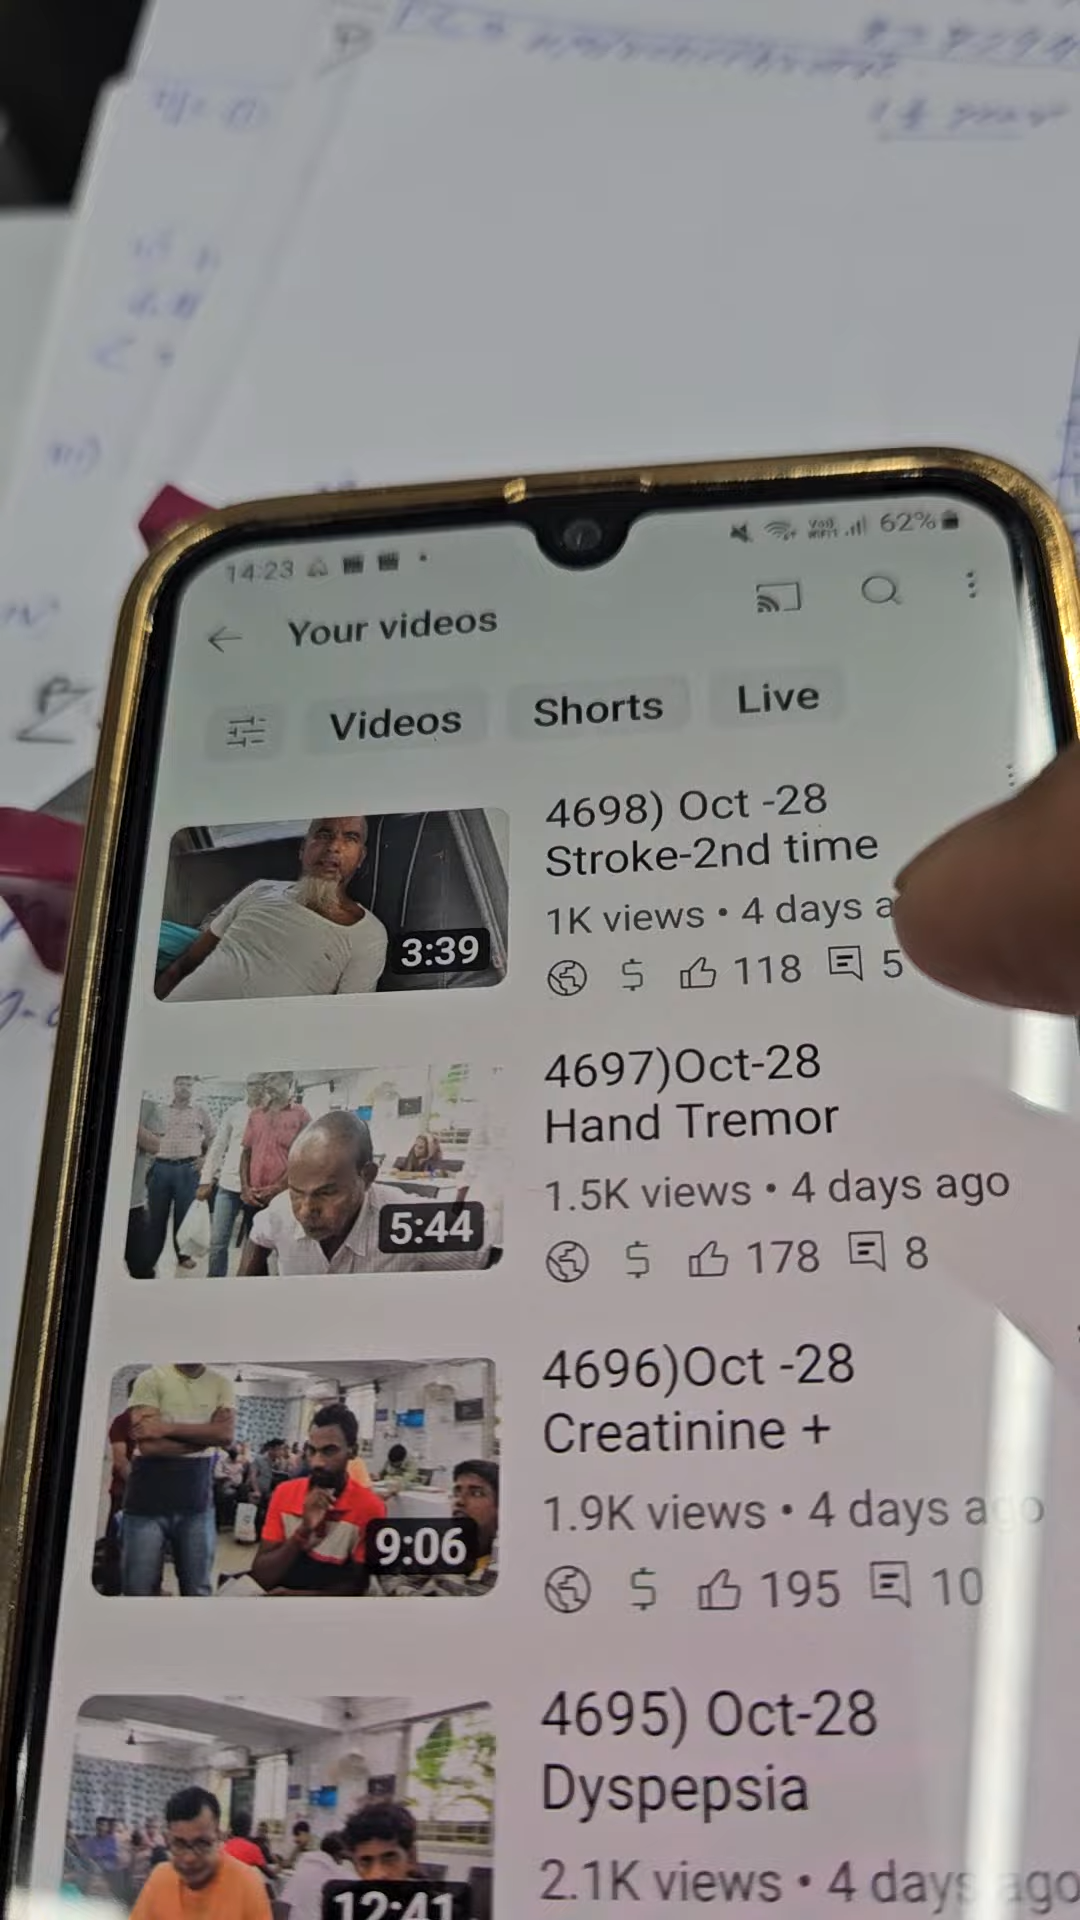 14:23
62%
Your videos
Videos
Shorts
Live
4698) Oct -28
Stroke-2nd time
1K views • 4 days a
3:39
118
5
4697)Oct-28
Hand Tremor
1.5K views • 4 days ago
5:44
178
8
4696)Oct -28
Creatinine +
1.9K views • 4 days ago
9:06
$ 195
10
4695) Oct-28
Dyspepsia
2.1K views • 4 days ago
12:41